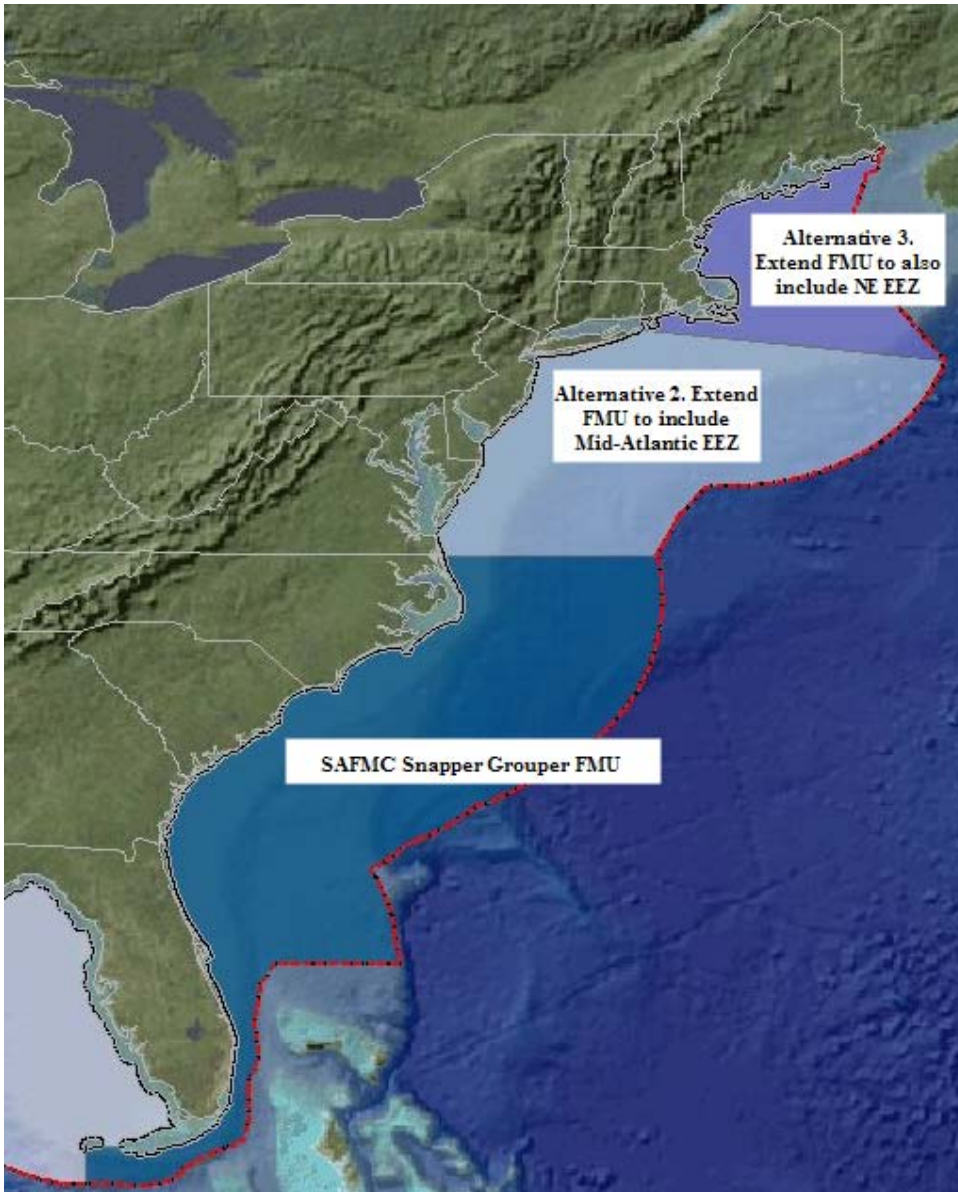 Alternative 3.
Extend FMU to also
include NE EEZ
Alternative 2. Extend
FMU to include
Mid-Atlantic EEZ
SAFMC Snapper Grouper FMU